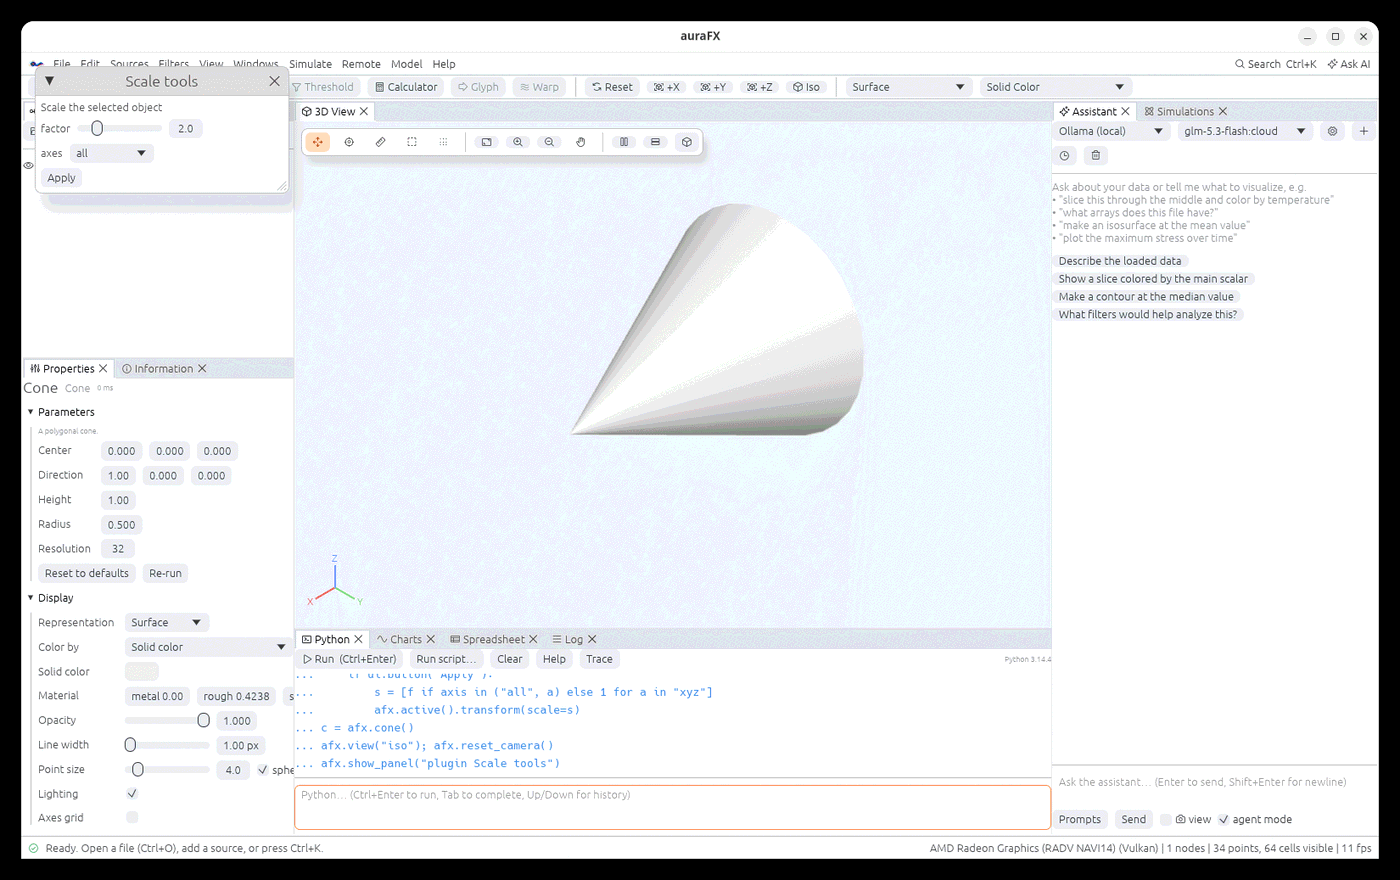 auraFX
File Edit Sources Filters View Windows Simulate Remote Model Help
Search Ctrl+K Ask AI
Scale tools
Threshold Calculator Glyph Warp Reset +X +Y +Z Iso Surface Solid Color
Scale the selected object
factor 2.0
axes all
Apply
3D View
Assistant Simulations
Ollama (local) glm-5.3-flash:cloud
Ask about your data or tell me what to visualize, e.g.
• "slice this through the middle and color by temperature"
• "what arrays does this file have?"
• "make an isosurface at the mean value"
• "plot the maximum stress over time"
Describe the loaded data
Show a slice colored by the main scalar
Make a contour at the median value
What filters would help analyze this?
Properties Information
Cone Cone 0 ms
Parameters
A polygonal cone.
Center 0.000 0.000 0.000
Direction 1.00 0.000 0.000
Height 1.00
Radius 0.500
Resolution 32
Reset to defaults Re-run
Display
Representation Surface
Color by Solid color
Solid color
Material metal 0.00 rough 0.4238 s
Opacity 1.000
Line width 1.00 px
Point size 4.0 sphe
Lighting
Axes grid
Z
X Y
Python Charts Spreadsheet Log
Run (Ctrl+Enter) Run script... Clear Help Trace Python 3.14.4
... if ui.button("Apply"):
... s = [f if axis in ("all", a) else 1 for a in "xyz"]
... afx.active().transform(scale=s)
... c = afx.cone()
... afx.view("iso"); afx.reset_camera()
... afx.show_panel("plugin Scale tools")
Python... (Ctrl+Enter to run, Tab to complete, Up/Down for history)
Ask the assistant... (Enter to send, Shift+Enter for newline)
Prompts Send view agent mode
Ready. Open a file (Ctrl+O), add a source, or press Ctrl+K.
AMD Radeon Graphics (RADV NAVI14) (Vulkan) | 1 nodes | 34 points, 64 cells visible | 11 fps